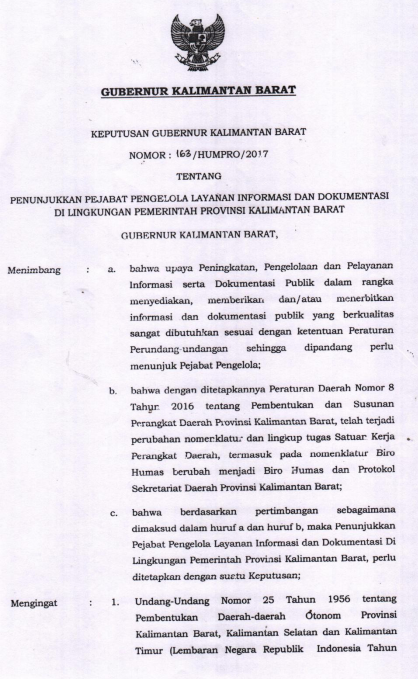 GUBERNUR KALIMANTAN BARAT
KEPUTUSAN GUBERNUR KALIMANTAN BARAT
NOMOR : 163/HUMPRO/2017
TENTANG
PENUNJUKKAN PEJABAT PENGELOLA LAYANAN INFORMASI DAN DOKUMENTASI
DI LINGKUNGAN PEMERINTAH PROVINSI KALIMANTAN BARAT
GUBERNUR KALIMANTAN BARAT,
Menimbang : a. bahwa upaya Peningkatan, Pengelolaan dan Pelayanan
Informasi serta Dokumentasi Publik dalam rangka
menyediakan, memberikan dan/atau menerbitkan
informasi dan dokumentasi publik yang berkualitas
sangat dibutuhkan sesuai dengan ketentuan Peraturan
Perundang-undangan sehingga dipandang perlu
menunjuk Pejabat Pengelola;
b. bahwa dengan ditetapkannya Peraturan Daerah Nomor 8
Tahun 2016 tentang Pembentukan dan Susunan
Perangkat Daerah Provinsi Kalimantan Barat, telah terjadi
perubahan nomenklatur dan lingkup tugas Satuan Kerja
Perangkat Daerah, termasuk pada nomenklatur Biro
Humas berubah menjadi Biro Humas dan Protokol
Sekretariat Daerah Provinsi Kalimantan Barat;
c. bahwa berdasarkan pertimbangan sebagaimana
dimaksud dalam huruf a dan huruf b, maka Penunjukkan
Pejabat Pengelola Layanan Informasi dan Dokumentasi Di
Lingkungan Pemerintah Provinsi Kalimantan Barat, perlu
ditetapkan dengan suatu Keputusan;
Mengingat : 1. Undang-Undang Nomor 25 Tahun 1956 tentang
Pembentukan Daerah-daerah Otonom Provinsi
Kalimantan Barat, Kalimantan Selatan dan Kalimantan
Timur (Lembaran Negara Republik Indonesia Tahun